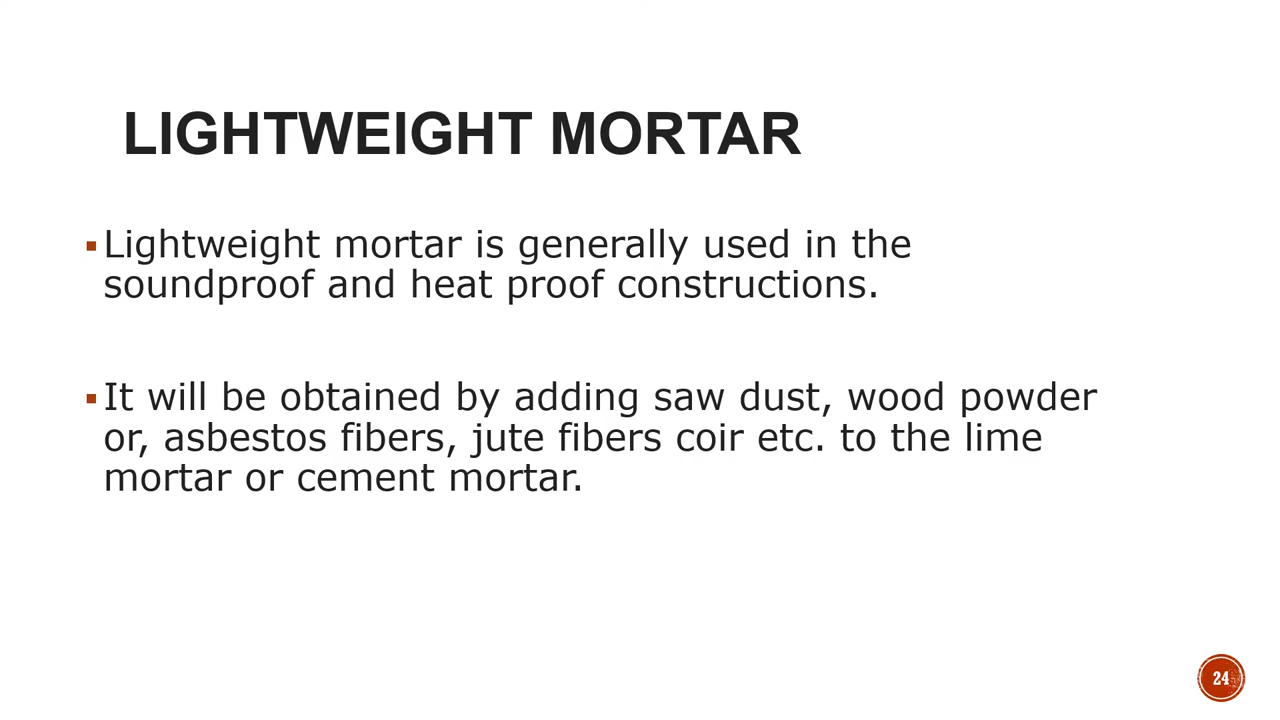 LIGHTWEIGHT MORTAR
▪Lightweight mortar is generally used in the
soundproof and heat proof constructions.
▪It will be obtained by adding saw dust, wood powder
or, asbestos fibers, jute fibers coir etc. to the lime
mortar or cement mortar.
24